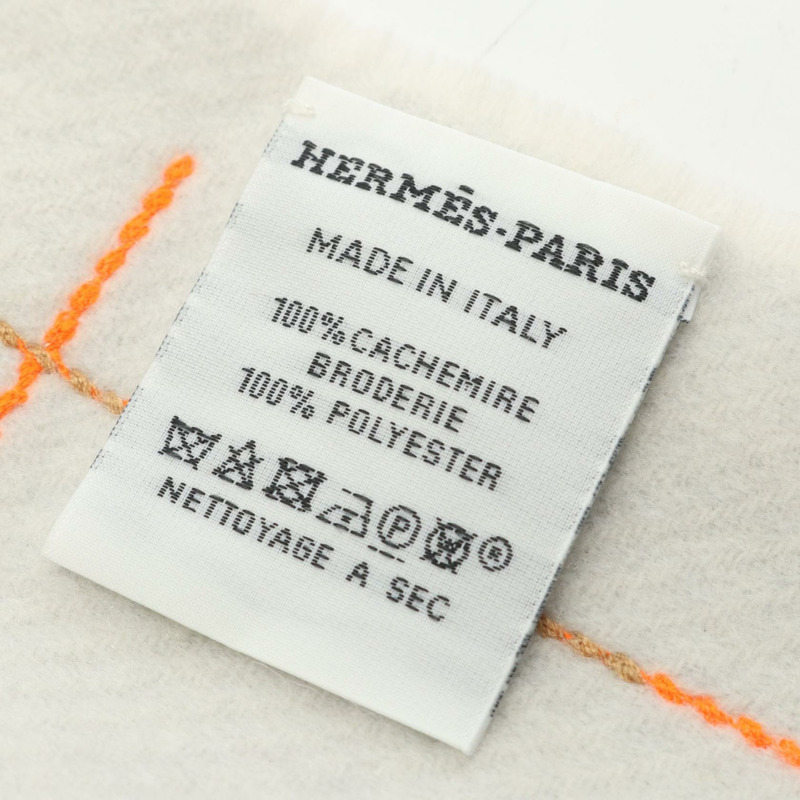 HERMÈS·PARIS
MADE IN ITALY
100% CACHEMIRE
BRODERIE
100% POLYESTER
P ®
NETTOYAGE A SEC